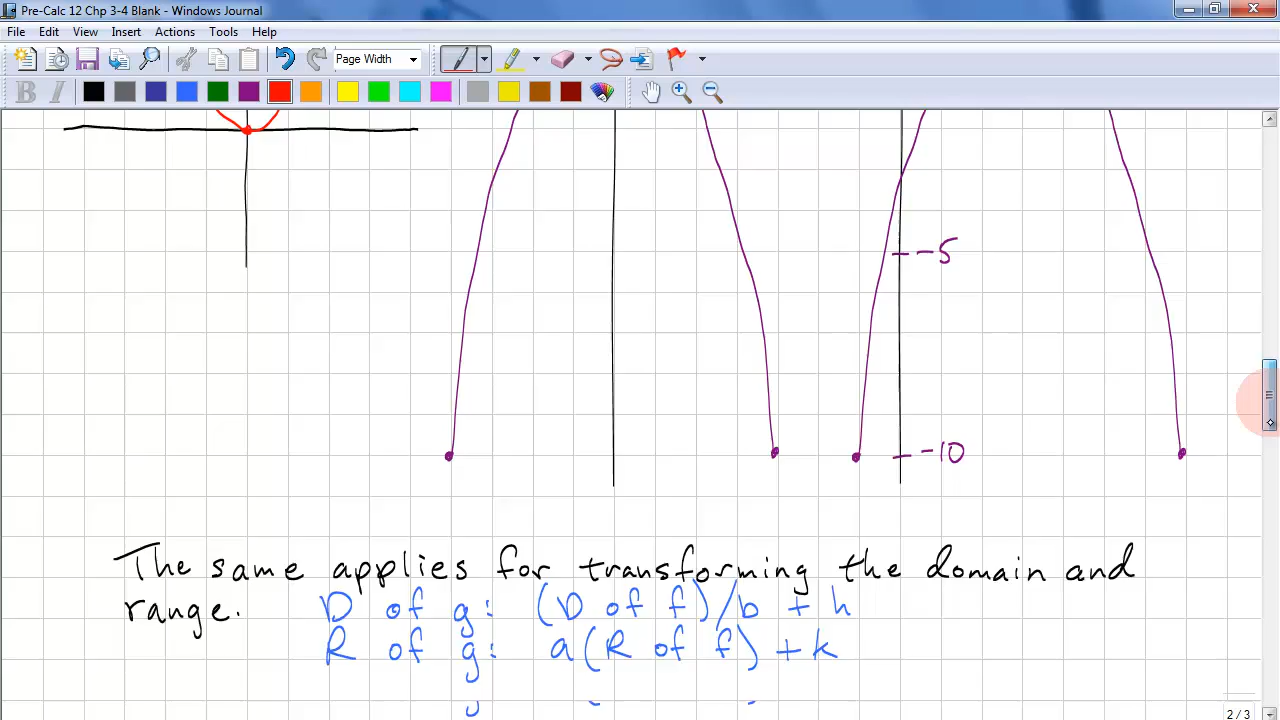 Pre-Calc 12 Chp 3-4 Blank - Windows Journal
File Edit View Insert Actions Tools Help
Page Width
B I
-5
-10
The same applies for transforming the domain and
range. D of g: (D of f)/b + h
R of g: a(R of f) + k
2 / 3